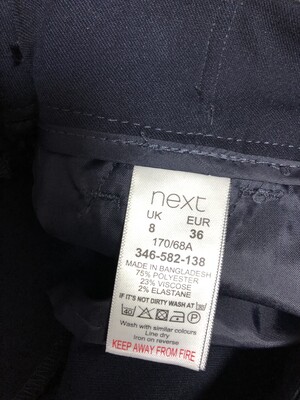 next
UK EUR
8 36
170/68A
346-582-138
MADE IN BANGLADESH
75% POLYESTER
23% VISCOSE
2% ELASTANE
IF IT'S NOT DIRTY WASH AT
Wash with similar colours
Line dry
Iron on reverse
KEEP AWAY FROM FIRE